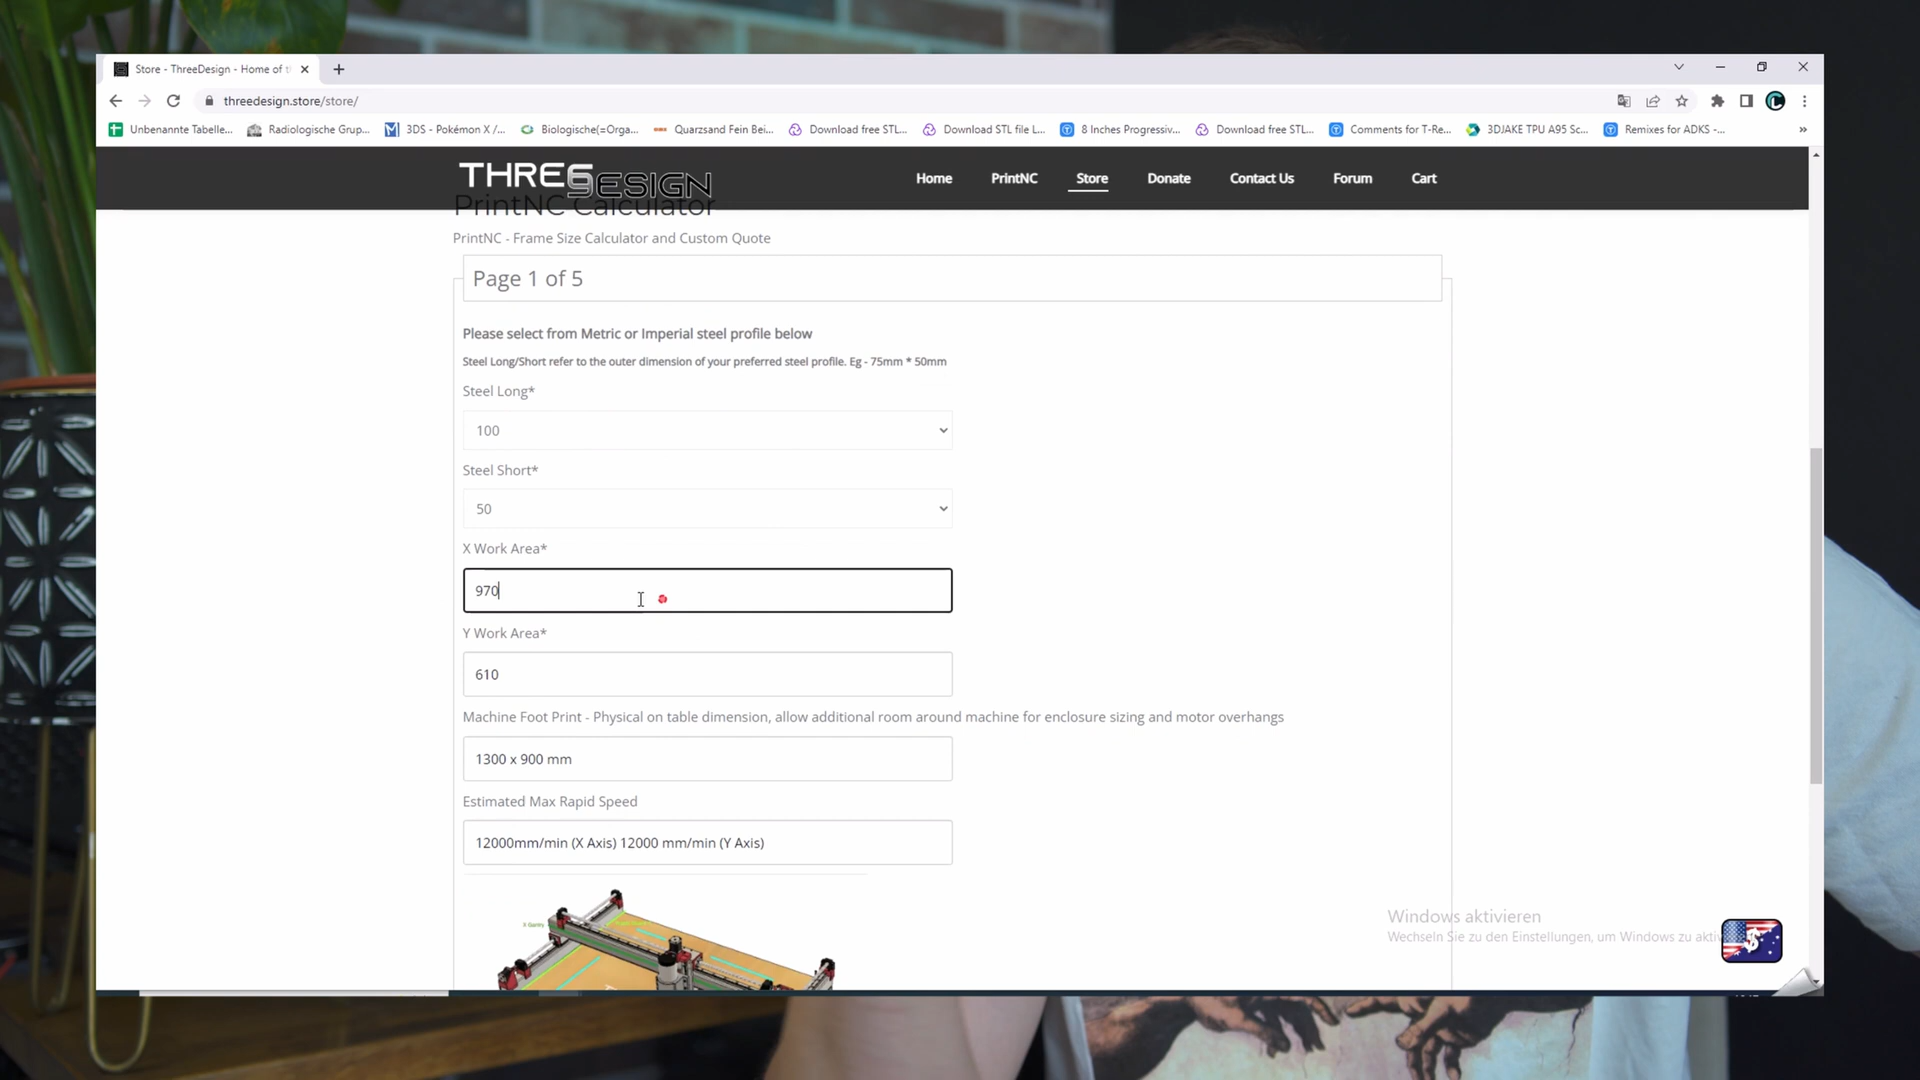 Store - ThreeDesign - Home of t
threedesign.store/store/
Unbenannte Tabelle...
Radiologische Grup...
3DS - Pokémon X /...
Biologische(=Orga...
Quarzsand Fein Bei...
Download free STL...
Download STL file L...
8 Inches Progressiv...
Download free STL...
Comments for T-Re...
3DJAKE TPU A95 Sc...
Remixes for ADKS -...
THREEDESIGN
Home
PrintNC
Store
Donate
Contact Us
Forum
Cart
PrintNC Calculator
PrintNC - Frame Size Calculator and Custom Quote
Page 1 of 5
Please select from Metric or Imperial steel profile below
Steel Long/Short refer to the outer dimension of your preferred steel profile. Eg - 75mm * 50mm
Steel Long*
100
Steel Short*
50
X Work Area*
970
Y Work Area*
610
Machine Foot Print - Physical on table dimension, allow additional room around machine for enclosure sizing and motor overhangs
1300 x 900 mm
Estimated Max Rapid Speed
12000mm/min (X Axis) 12000 mm/min (Y Axis)
X Gantry
Windows aktivieren
Wechseln Sie zu den Einstellungen, um Windows zu akti
$